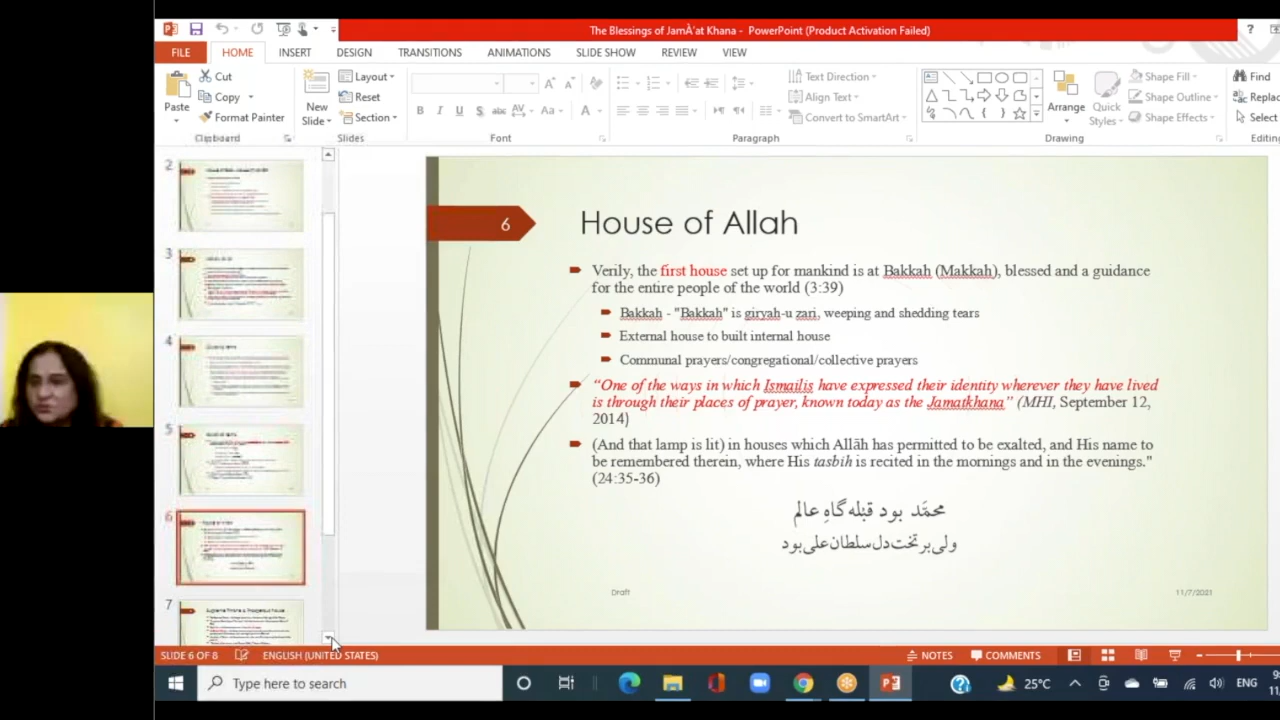 The Blessings of JamÀ'at Khana - PowerPoint (Product Activation Failed)
?
FILE HOME INSERT DESIGN TRANSITIONS ANIMATIONS SLIDE SHOW REVIEW VIEW
Paste
Cut
Copy
Format Painter
Clipboard
New Slide
Layout
Reset
Section
Slides
Font
Text Direction
Align Text
Convert to SmartArt
Paragraph
Arrange
Quick Styles
Shape Fill
Shape Outline
Shape Effects
Drawing
Find
Replac
Select
Editing
2
3
4
5
6
7
6
House of Allah
Verily, the first house set up for mankind is at Bakkah (Makkah), blessed and a guidance
for the entire people of the world (3:39)
Bakkah - "Bakkah" is giryah-u zari, weeping and shedding tears
External house to built internal house
Communal prayers/congregational/collective prayers
“One of the ways in which Ismailis have expressed their identity wherever they have lived
is through their places of prayer, known today as the Jamatkhana” (MHI, September 12,
2014)
(And that lamp is lit) in houses which Allāh has permitted to be exalted, and His name to
be remembered therein, where His tasbih is recited in the mornings and in the evenings."
(24:35-36)
محمّد بود قبله گاه عالم
ولی بر تخت دل سلطان علی بود
Draft
11/7/2021
SLIDE 6 OF 8 ENGLISH (UNITED STATES) NOTES COMMENTS
Type here to search
25°C
ENG